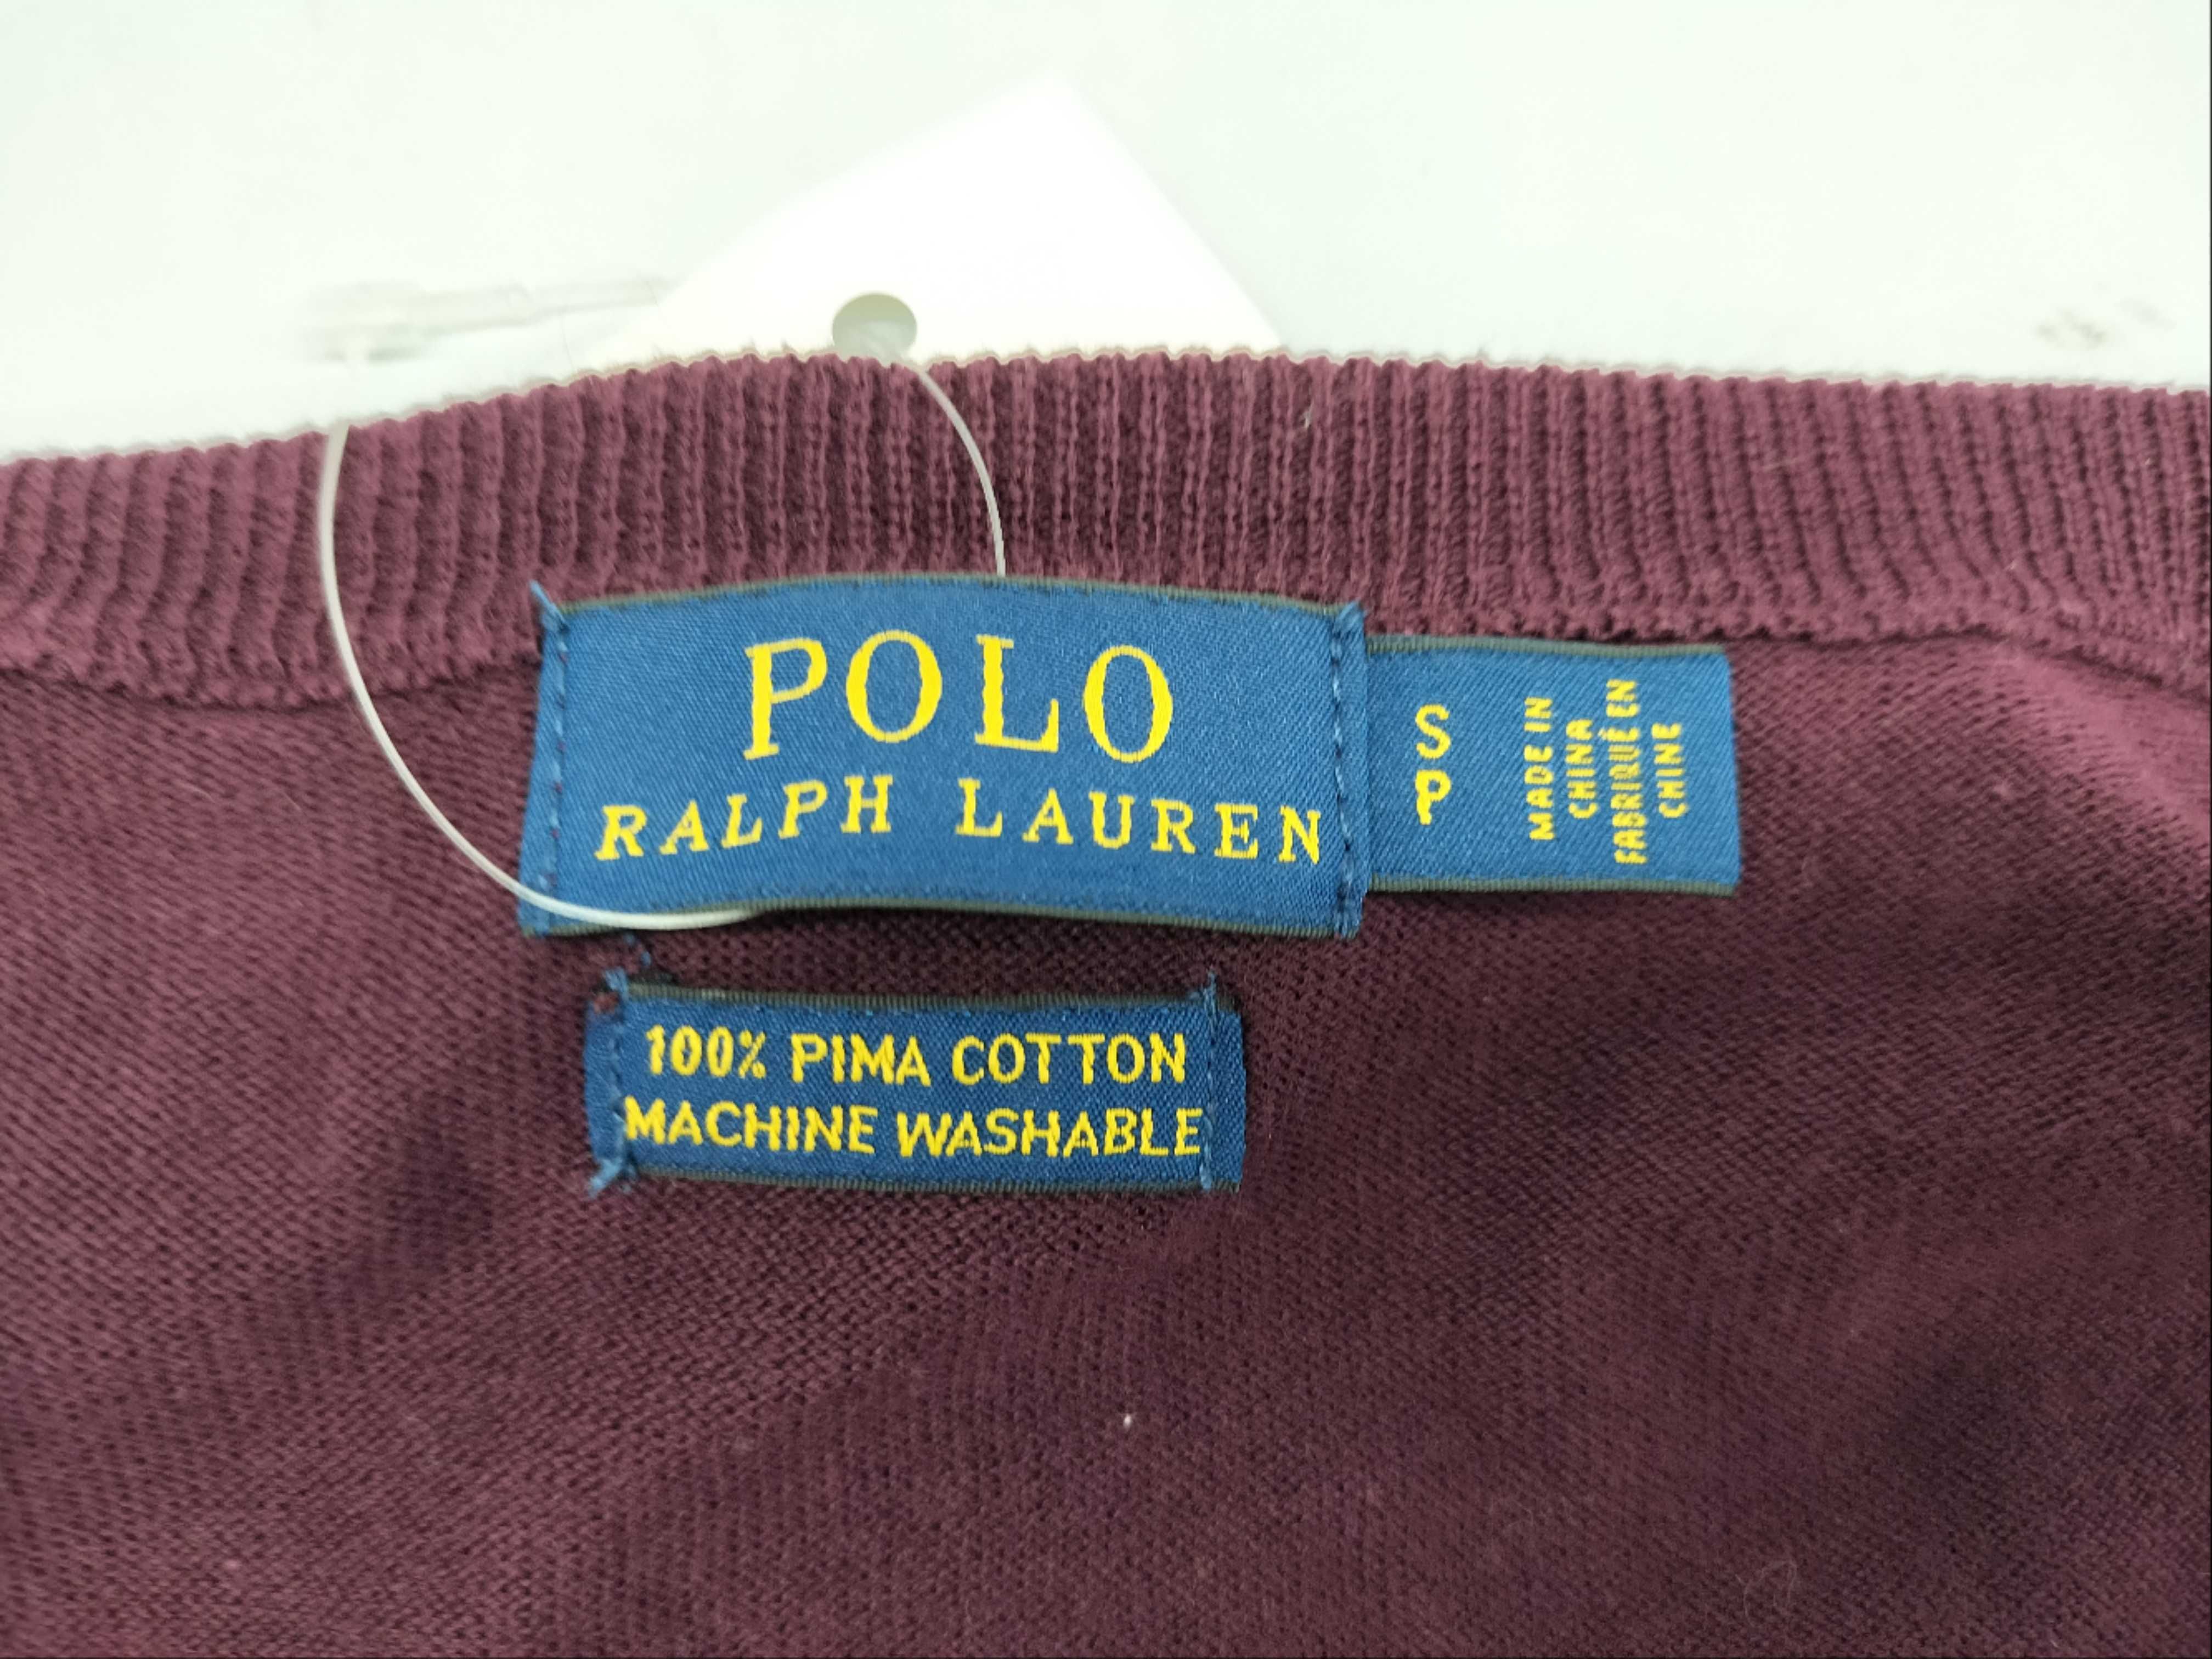 POLO
RALPH LAUREN
S
P
MADE IN
CHINA
FABRIQUÉ EN
CHINE
100% PIMA COTTON
MACHINE WASHABLE